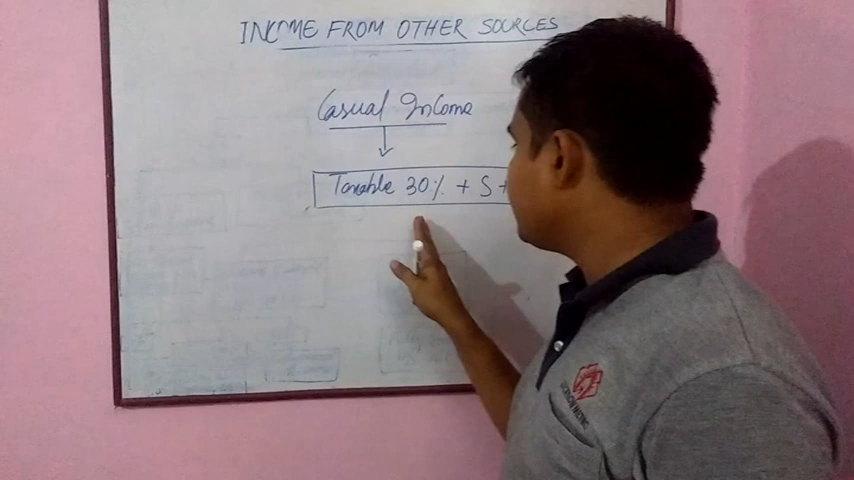 INCOME FROM OTHER SOURCES
Casual Income
Taxable 30% + S +